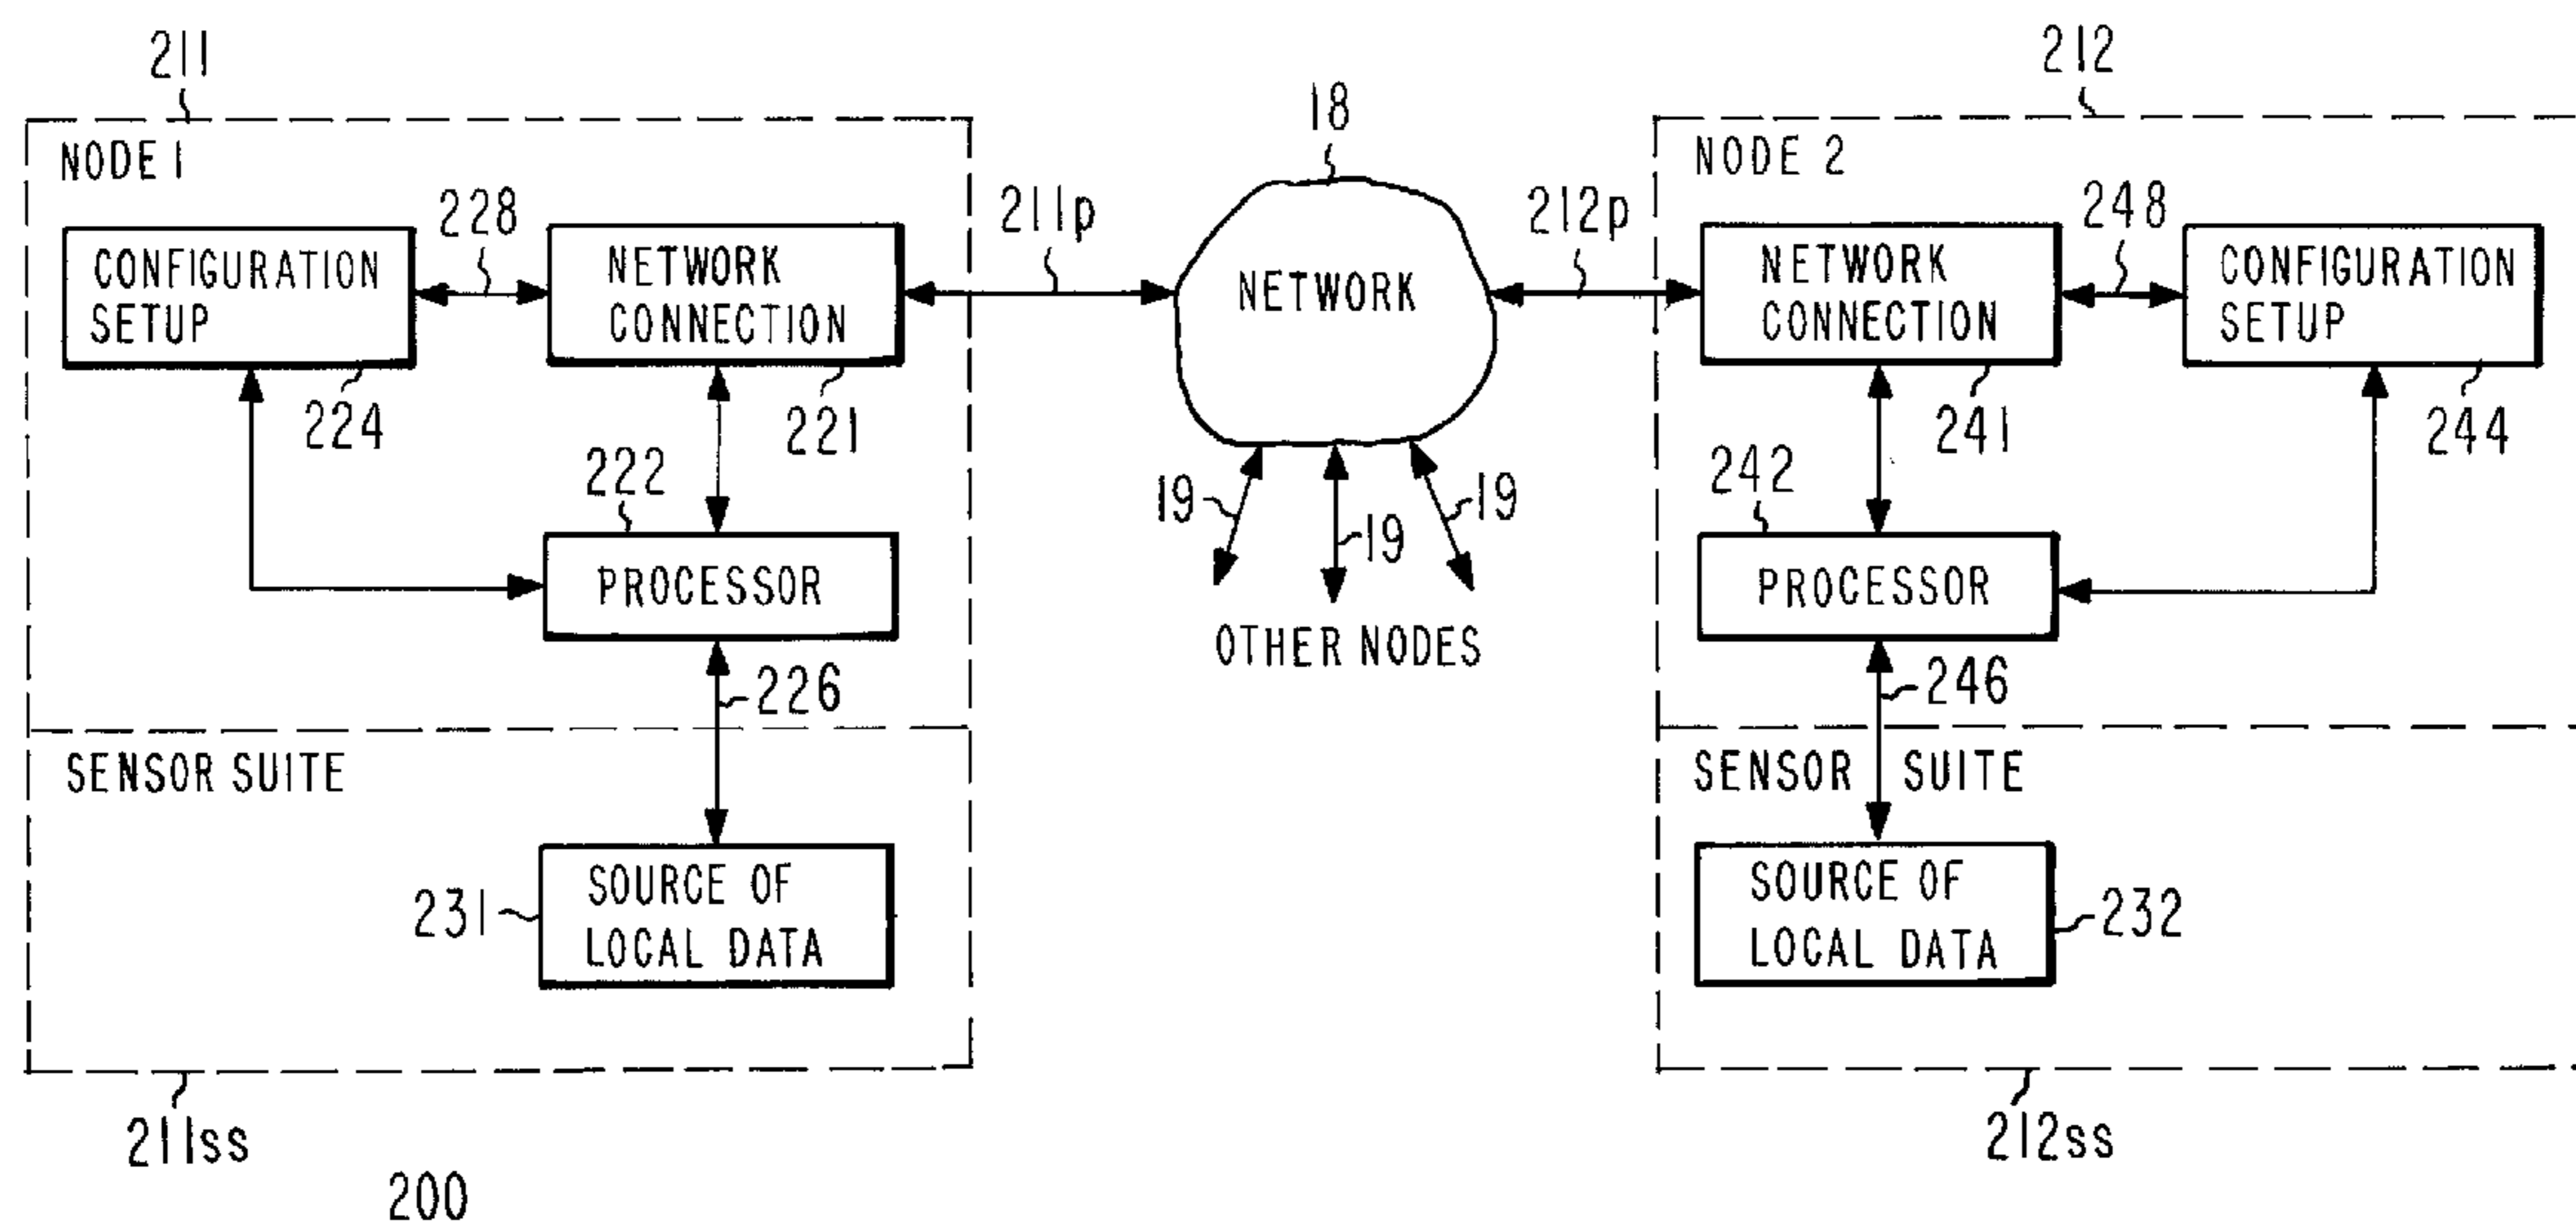 211
212
18
NODE 1
NODE 2
228
211p
212p
248
CONFIGURATION
SETUP
NETWORK
CONNECTION
NETWORK
NETWORK
CONNECTION
CONFIGURATION
SETUP
224
221
241
244
222
19
19
19
242
PROCESSOR
PROCESSOR
OTHER NODES
226
246
SENSOR SUITE
SENSOR SUITE
231
SOURCE OF
LOCAL DATA
SOURCE OF
LOCAL DATA
232
211ss
212ss
200